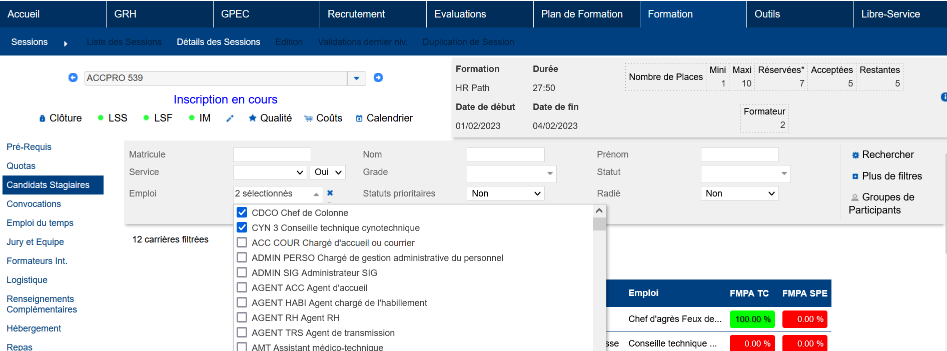 Accueil GRH GPEC Recrutement Evaluations Plan de Formation Formation Outils Libre-Service
Sessions Liste des Sessions Détails des Sessions Edition Validations dernier niv. Duplication de Session
ACCPRO 539
Inscription en cours
Clôture LSS LSF IM Qualité Coûts Calendrier
Formation Durée
HR Path 27:50
Date de début Date de fin
01/02/2023 04/02/2023
Mini Maxi Réservées* Acceptées Restantes
Nombre de Places 1 10 7 5 5
Formateur
2
Pré-Requis
Quotas
Candidats Stagiaires
Convocations
Emploi du temps
Jury et Equipe
Formateurs Int.
Logistique
Renseignements
Complémentaires
Hébergement
Repas
Matricule Nom Prénom
Service Oui Grade Statut
Emploi 2 sélectionnés Statuts prioritaires Non Radié Non
Rechercher
Plus de filtres
Groupes de
Participants
12 carrières filtrées
CDCO Chef de Colonne
CYN 3 Conseille technique cynotechnique
ACC COUR Chargé d'accueil ou courrier
ADMIN PERSO Chargé de gestion administrative du personnel
ADMIN SIG Administrateur SIG
AGENT ACC Agent d'accueil
AGENT HABI Agent chargé de l'habillement
AGENT RH Agent RH
AGENT TRS Agent de transmission
AMT Assistant médico-technique
Emploi FMPA TC FMPA SPE
Chef d'agrès Feux de... 100.00 % 0.00 %
sse Conseille technique ... 0.00 % 0.00 %